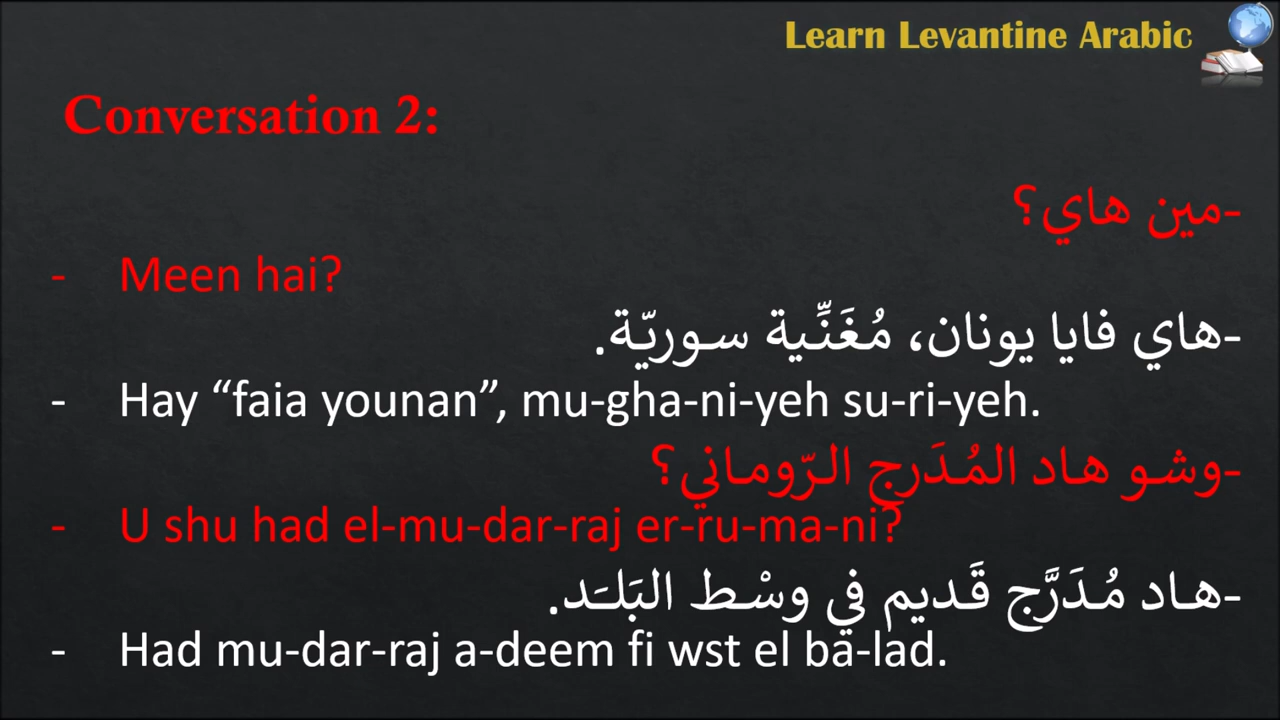 Learn Levantine Arabic
Conversation 2:
-مين هاي؟
- Meen hai?
-هاي فايا يونان، مُغَنِّية سوريّة.
- Hay “faia younan”, mu-gha-ni-yeh su-ri-yeh.
-وشو هاد المُدَرج الرّوماني؟
- U shu had el-mu-dar-raj er-ru-ma-ni?
-هاد مُدَرَّج قَديم في وسْط البَلَد.
- Had mu-dar-raj a-deem fi wst el ba-lad.